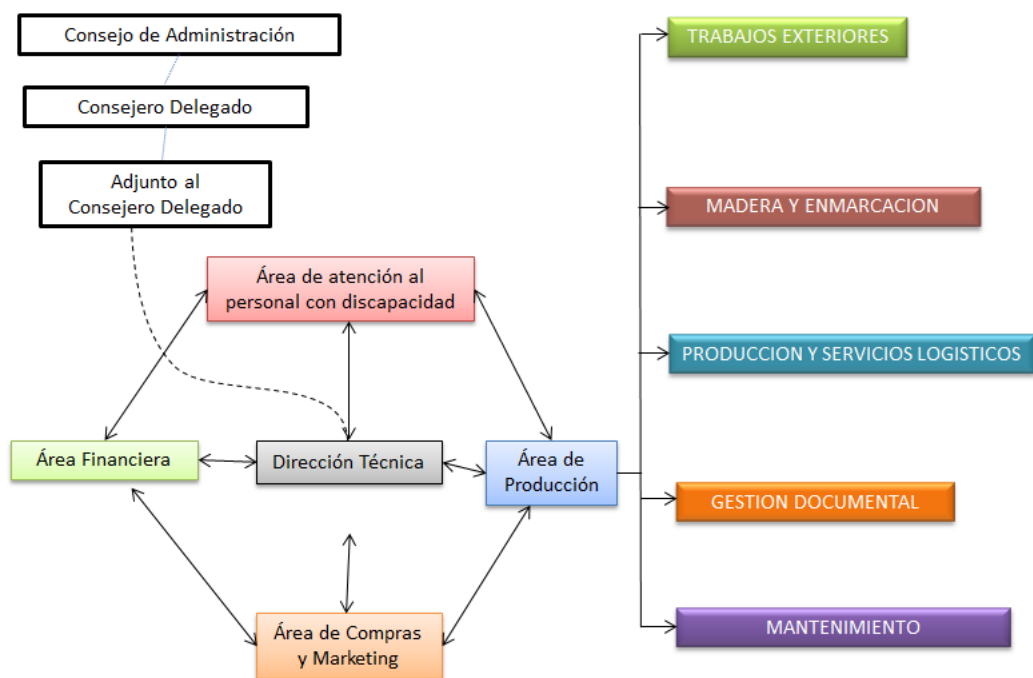 Consejo de Administración
Consejero Delegado
Adjunto al
Consejero Delegado
Área de atención al
personal con discapacidad
Área Financiera
Dirección Técnica
Área de
Producción
Área de Compras
y Marketing
TRABAJOS EXTERIORES
MADERA Y ENMARCACION
PRODUCCION Y SERVICIOS LOGISTICOS
GESTION DOCUMENTAL
MANTENIMIENTO